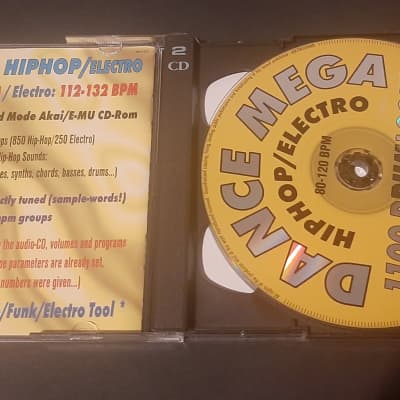 HIPHOP/ELECTRO
/ Electro: 112-132 BPM
d Mode Akai/E-MU CD-Rom
ps (850 Hip-Hop/250 Electro)
Hip-Hop Sounds:
es, synths, chords, basses, drums...)
ctly tuned (sample-words!)
pm groups
the audio-CD, volumes and programs
pe parameters are already set,
numbers were given...)
/Funk/Electro Tool *
2
CD
DANCE MEGA
HIPHOP/ELECTRO
80-120 BPM
1100